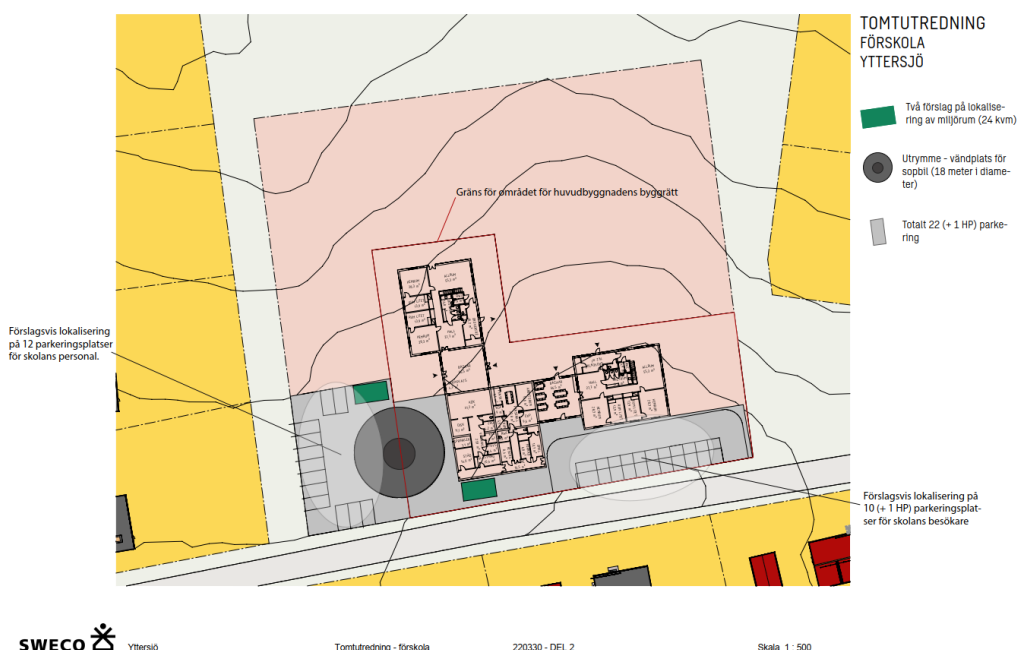 TOMTUTREDNING
FÖRSKOLA
YTTERSJÖ
Två förslag på lokalise-
ring av miljörum (24 kvm)
Utrymme - vändplats för
sopbil (18 meter i diame-
ter)
Totalt 22 (+ 1 HP) parke-
ring
Gräns för området för huvudbyggnadens byggrätt
Förslagsvis lokalisering
på 12 parkeringsplatser
för skolans personal.
Förslagsvis lokalisering på
10 (+ 1 HP) parkeringsplat-
ser för skolans besökare
SWECO
Yttersjö
Tomtutredning - förskola
220330 - DEL 2
Skala 1 : 500